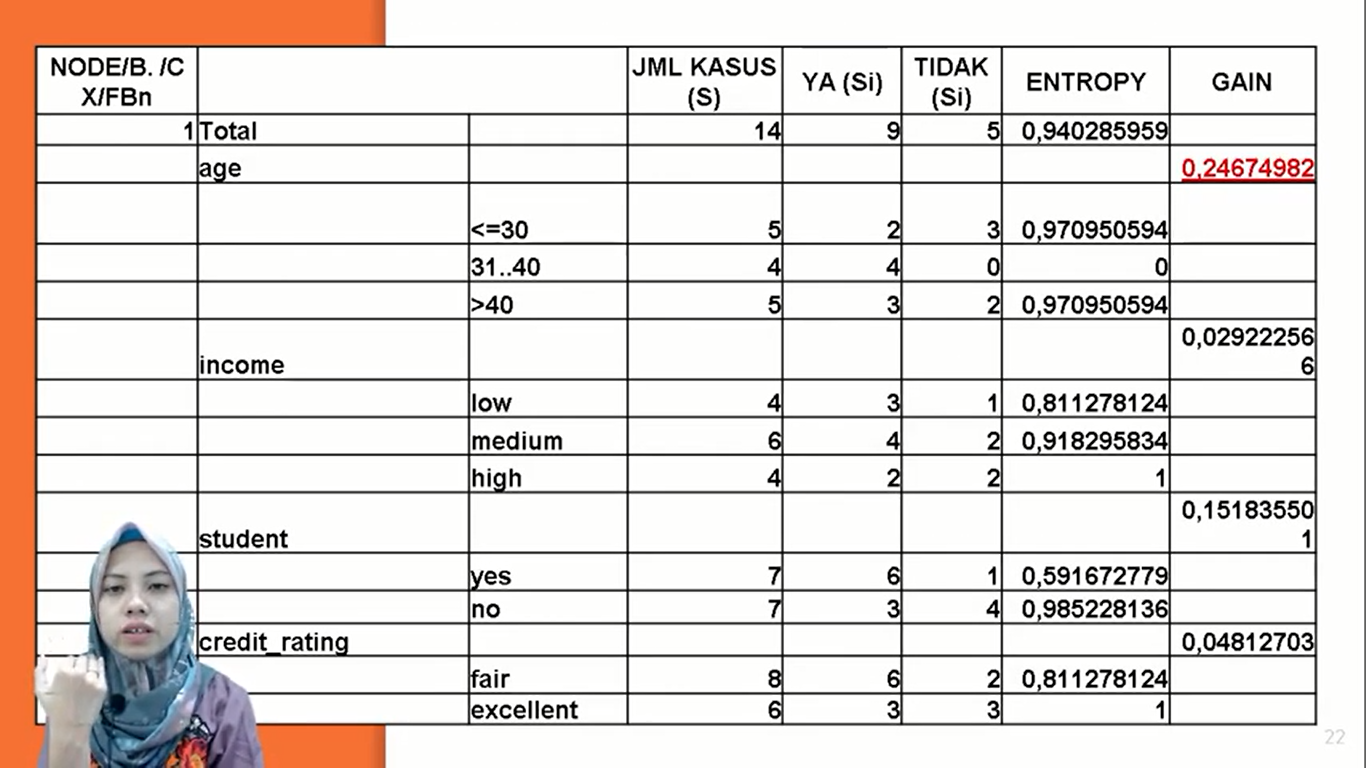 NODE/B. /C X/FBn JML KASUS (S) YA (Si) TIDAK (Si) ENTROPY GAIN
1 Total 14 9 5 0,940285959
age 0,24674982
<=30 5 2 3 0,970950594
31..40 4 4 0 0
>40 5 3 2 0,970950594
income 0,029222566
low 4 3 1 0,811278124
medium 6 4 2 0,918295834
high 4 2 2 1
student 0,151835501
yes 7 6 1 0,591672779
no 7 3 4 0,985228136
credit_rating 0,04812703
fair 8 6 2 0,811278124
excellent 6 3 3 1
22